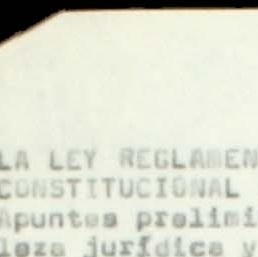 LA LEY REGLAMEN
CONSTITUCIONAL
Apuntes prelimi
leza jurídica y